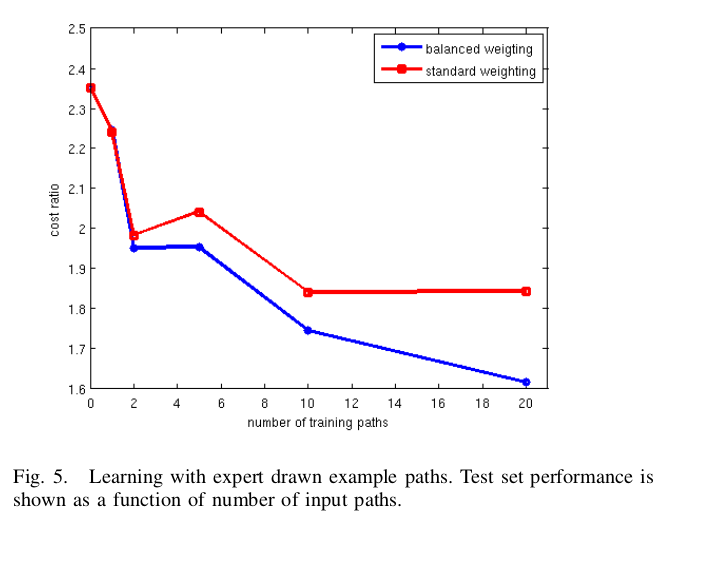 2.5
2.4
2.3
2.2
2.1
2
1.9
1.8
1.7
1.6
cost ratio
balanced weigting
standard weighting
0 2 4 6 8 10 12 14 16 18 20
number of training paths
Fig. 5. Learning with expert drawn example paths. Test set performance is
shown as a function of number of input paths.